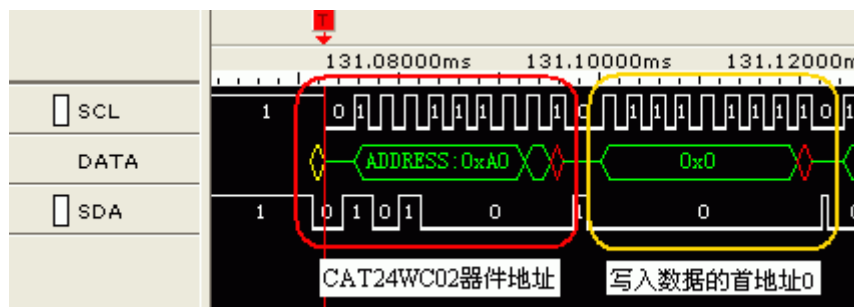 T
131.08000ms 131.10000ms 131.12000m
SCL 1 0 1 1 1 1 1 0 1 1 1 1 1 1 1 0 1
DATA ADDRESS:0xA0 0x0
SDA 1 0 1 0 1 0 1 0
CAT24WC02器件地址 写入数据的首地址0